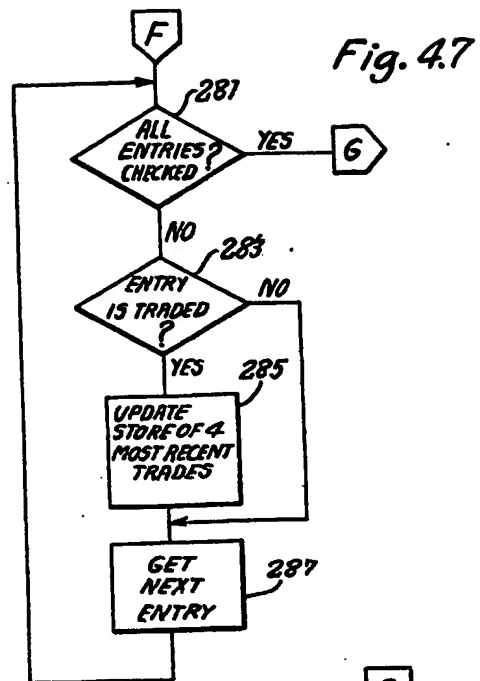 F
Fig. 4.7
281
ALL
ENTRIES
CHECKED?
YES
G
NO
283
ENTRY
IS TRADED
?
NO
YES
285
UPDATE
STORE OF 4
MOST RECENT
TRADES
GET
NEXT
ENTRY
287